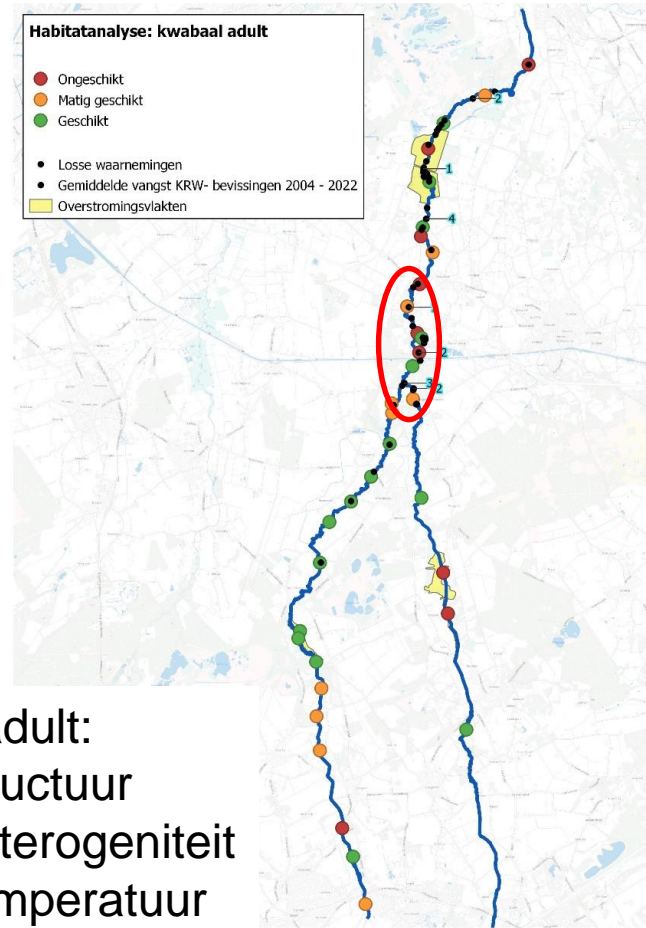 Habitatanalyse: kwabaal adult
Ongeschikt
Matig geschikt
Geschikt
Losse waarnemingen
Gemiddelde vangst KRW- bevissingen 2004 - 2022
Overstromingsvlakten
2
1
4
2
3
2
dult:
uctuur
terogeniteit
mperatuur